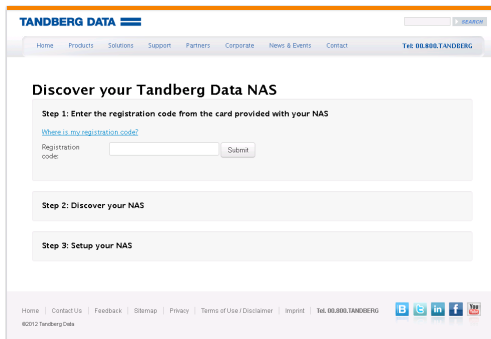 TANDBERG DATA
SEARCH
Home Products Solutions Support Partners Corporate News & Events Contact Tel: 00.800.TANDBERG
Discover your Tandberg Data NAS
Step 1: Enter the registration code from the card provided with your NAS
Where is my registration code?
Registration
code:
Submit
Step 2: Discover your NAS
Step 3: Setup your NAS
Home | Contact Us | Feedback | Sitemap | Privacy | Terms of Use / Disclaimer | Imprint | Tel. 00.800.TANDBERG
©2012 Tandberg Data
B t in f You